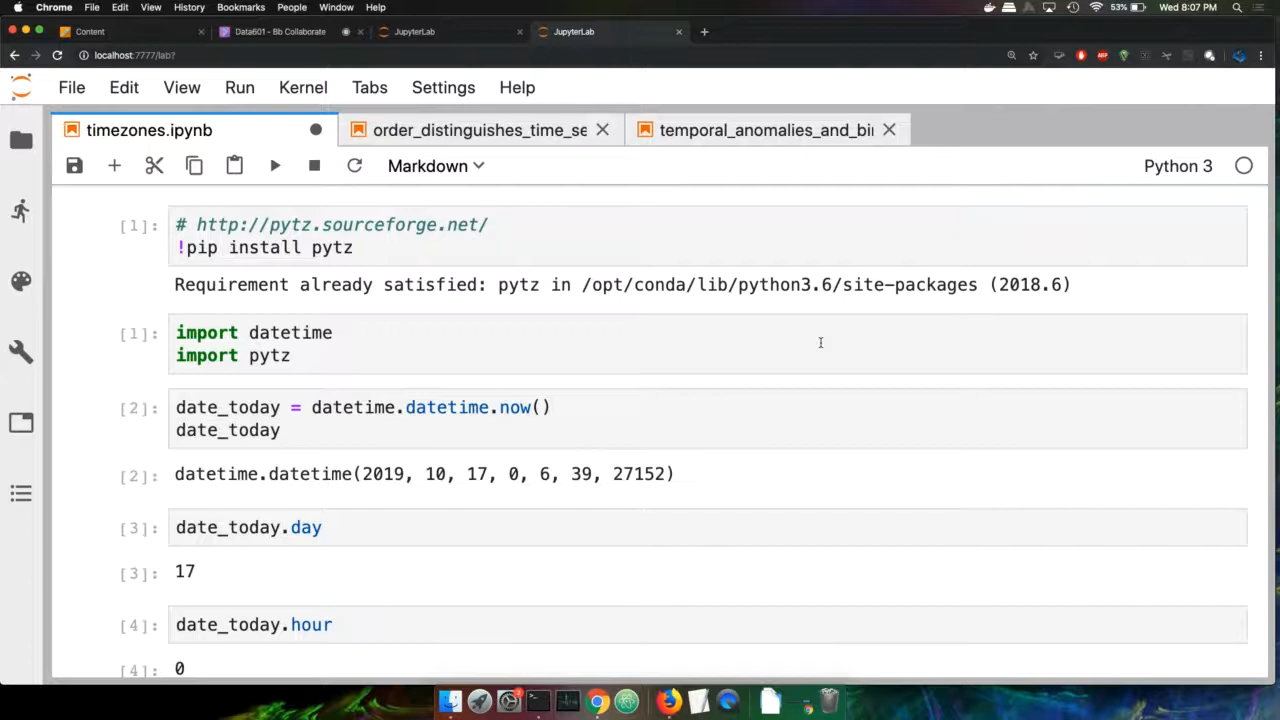 Chrome File Edit View History Bookmarks People Window Help 53% Wed 8:07 PM
Content Data601 - Bb Collaborate JupyterLab JupyterLab
localhost:7777/lab?
File Edit View Run Kernel Tabs Settings Help
timezones.ipynb order_distinguishes_time_se temporal_anomalies_and_bi
Markdown Python 3
[1]: # http://pytz.sourceforge.net/
!pip install pytz
Requirement already satisfied: pytz in /opt/conda/lib/python3.6/site-packages (2018.6)
[1]: import datetime
import pytz
[2]: date_today = datetime.datetime.now()
date_today
[2]: datetime.datetime(2019, 10, 17, 0, 6, 39, 27152)
[3]: date_today.day
[3]: 17
[4]: date_today.hour
[4]: 0